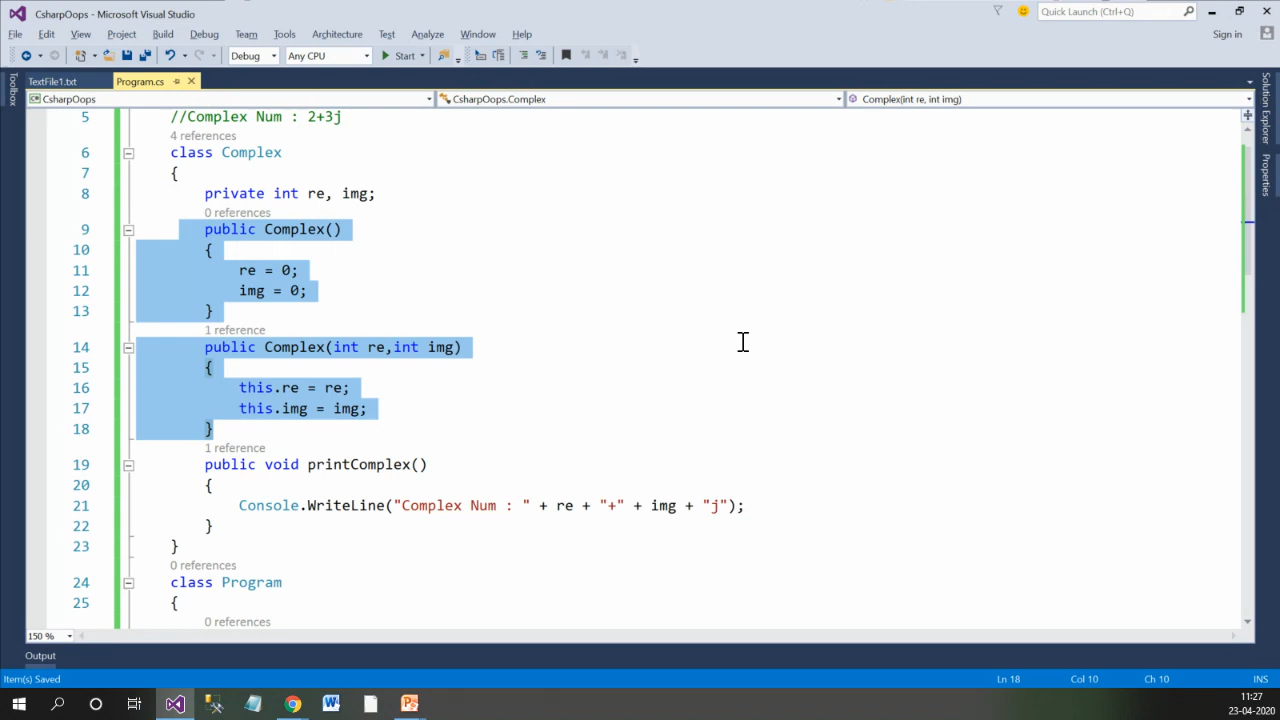 CsharpOops - Microsoft Visual Studio
Quick Launch (Ctrl+Q)
File Edit View Project Build Debug Team Tools Architecture Test Analyze Window Help
Sign in
Debug Any CPU Start
Toolbox
TextFile1.txt Program.cs
Solution Explorer
Properties
CsharpOops CsharpOops.Complex Complex(int re, int img)
5 //Complex Num : 2+3j
4 references
6 class Complex
7 {
8 private int re, img;
0 references
9 public Complex()
10 {
11 re = 0;
12 img = 0;
13 }
1 reference
14 public Complex(int re,int img)
15 {
16 this.re = re;
17 this.img = img;
18 }
1 reference
19 public void printComplex()
20 {
21 Console.WriteLine("Complex Num : " + re + "+" + img + "j");
22 }
23 }
0 references
24 class Program
25 {
0 references
150 %
Output
Item(s) Saved Ln 18 Col 10 Ch 10 INS
11:27
23-04-2020